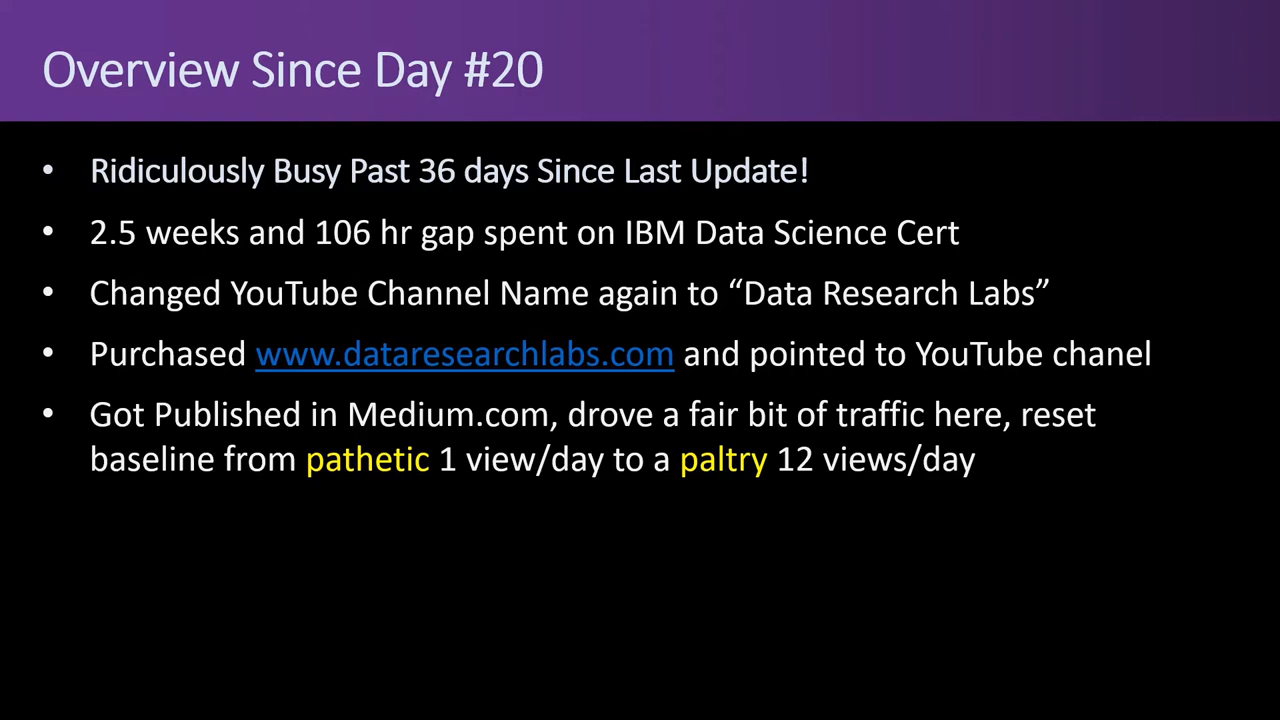 Overview Since Day #20
• Ridiculously Busy Past 36 days Since Last Update!
• 2.5 weeks and 106 hr gap spent on IBM Data Science Cert
• Changed YouTube Channel Name again to “Data Research Labs”
• Purchased www.dataresearchlabs.com and pointed to YouTube chanel
• Got Published in Medium.com, drove a fair bit of traffic here, reset
baseline from pathetic 1 view/day to a paltry 12 views/day